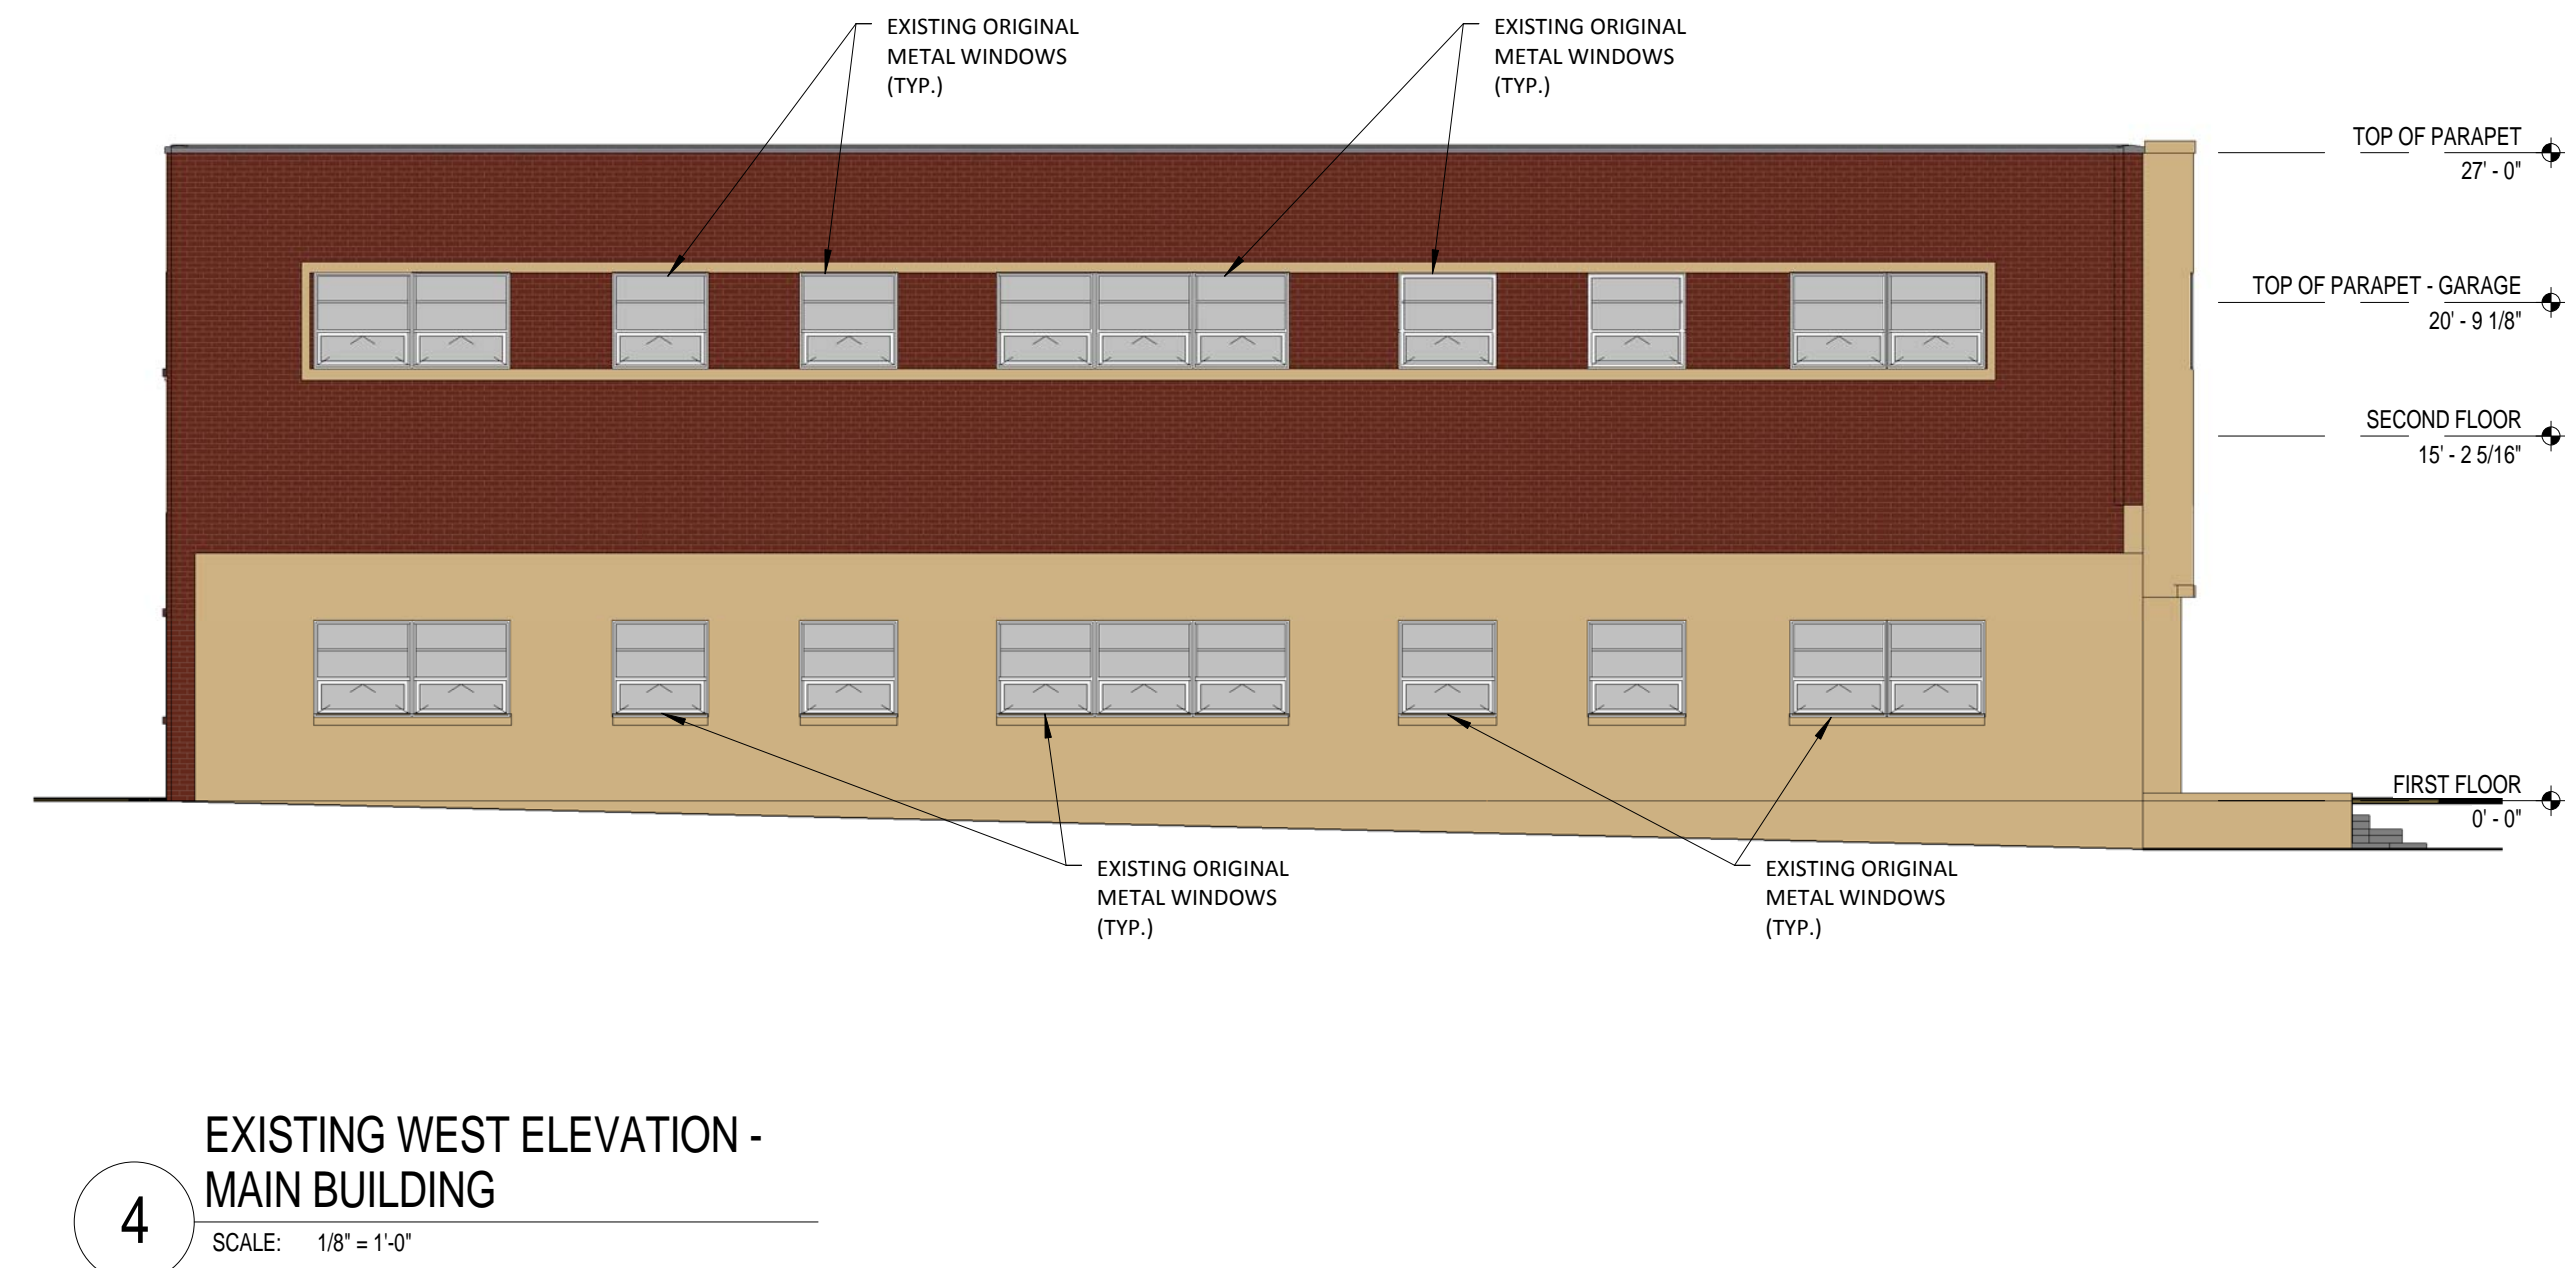 EXISTING ORIGINAL
METAL WINDOWS
(TYP.)
EXISTING ORIGINAL
METAL WINDOWS
(TYP.)
TOP OF PARAPET
27' - 0"
TOP OF PARAPET - GARAGE
20' - 9 1/8"
SECOND FLOOR
15' - 2 5/16"
FIRST FLOOR
0' - 0"
EXISTING ORIGINAL
METAL WINDOWS
(TYP.)
EXISTING ORIGINAL
METAL WINDOWS
(TYP.)
EXISTING WEST ELEVATION -
MAIN BUILDING
4
SCALE: 1/8" = 1'-0"